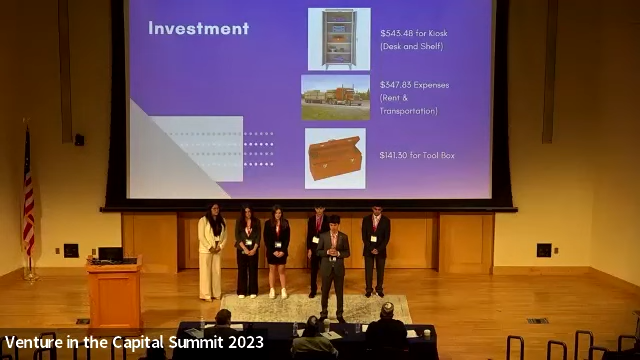 Investment
$543.48 for Kiosk
(Desk and Shelf)
$347.83 Expenses
(Rent &
Transportation)
$141.30 for Tool Box
Venture in the Capital Summit 2023